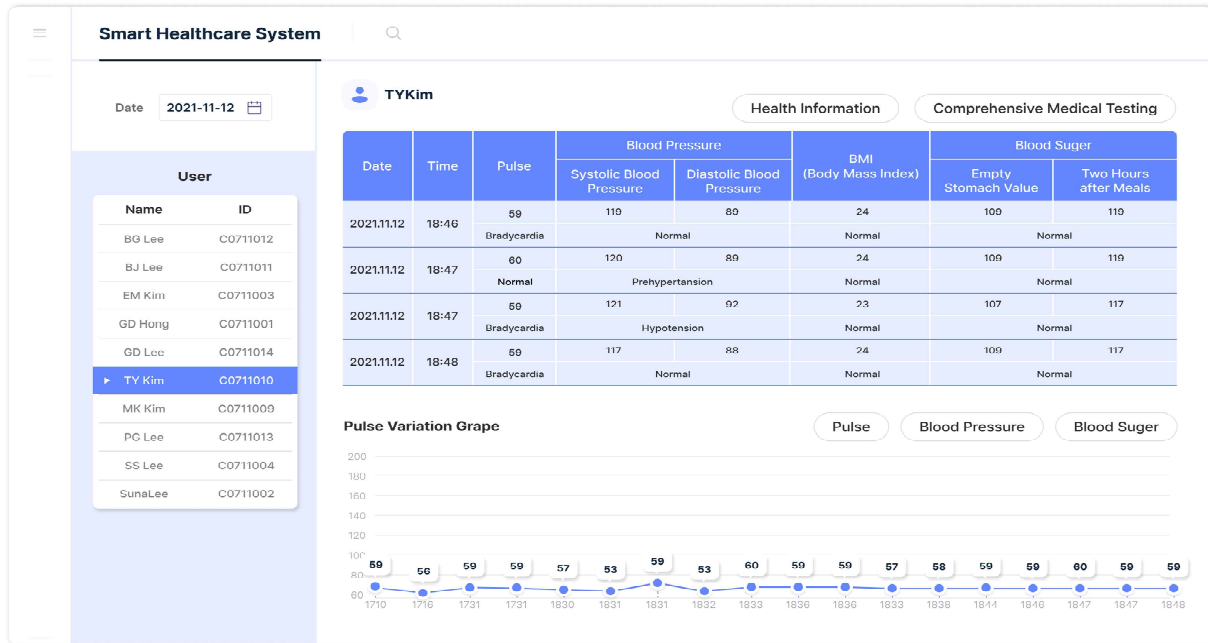 Smart Healthcare System
Date 2021-11-12
User
Name ID
BG Lee C0711012
BJ Lee C0711011
EM Kim C0711003
GD Hong C0711001
GD Lee C0711014
TY Kim C0711010
MK Kim C0711009
PG Lee C0711013
SS Lee C0711004
SunaLee C0711002
TYKim
Health Information Comprehensive Medical Testing
Date Time Pulse Blood Pressure BMI (Body Mass Index) Blood Suger
Systolic Blood Pressure Diastolic Blood Pressure Empty Stomach Value Two Hours after Meals
2021.11.12 18:46 59 119 89 24 109 119
Bradycardia Normal Normal Normal
2021.11.12 18:47 60 120 89 24 109 119
Normal Prehypertansion Normal Normal
2021.11.12 18:47 59 121 92 23 107 117
Bradycardia Hypotension Normal Normal
2021.11.12 18:48 59 117 88 24 109 117
Bradycardia Normal Normal Normal
Pulse Variation Grape Pulse Blood Pressure Blood Suger
200
180
160
140
120
100
80
60
59 56 59 59 57 53 59 53 60 59 59 57 58 59 59 60 59 59
1710 1716 1731 1731 1830 1831 1831 1832 1833 1836 1836 1833 1838 1844 1846 1847 1847 1848